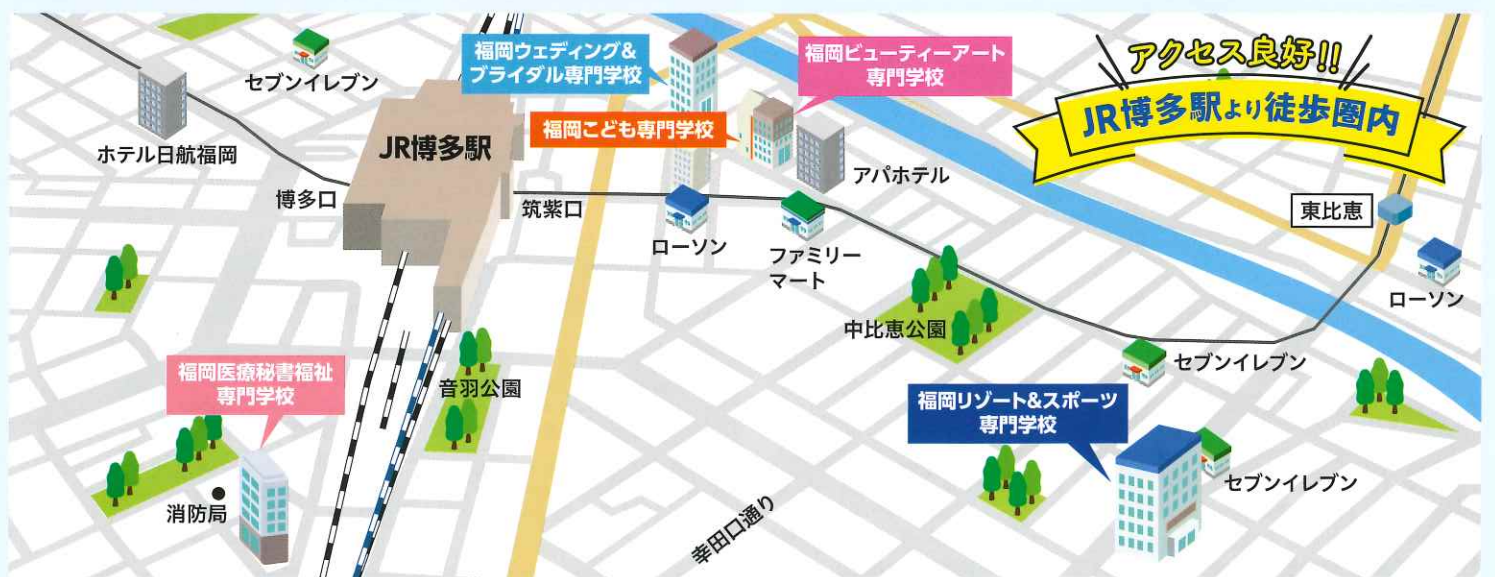 アクセス良好!!
JR博多駅より徒歩圏内
セブンイレブン
ホテル日航福岡
JR博多駅
博多口
筑紫口
福岡ウェディング&
ブライダル専門学校
福岡ビューティーアート
専門学校
福岡こども専門学校
アパホテル
ローソン
ファミリー
マート
東比恵
ローソン
中比恵公園
セブンイレブン
音羽公園
福岡医療秘書福祉
専門学校
消防局
福岡リゾート&スポーツ
専門学校
セブンイレブン
幸田口通り